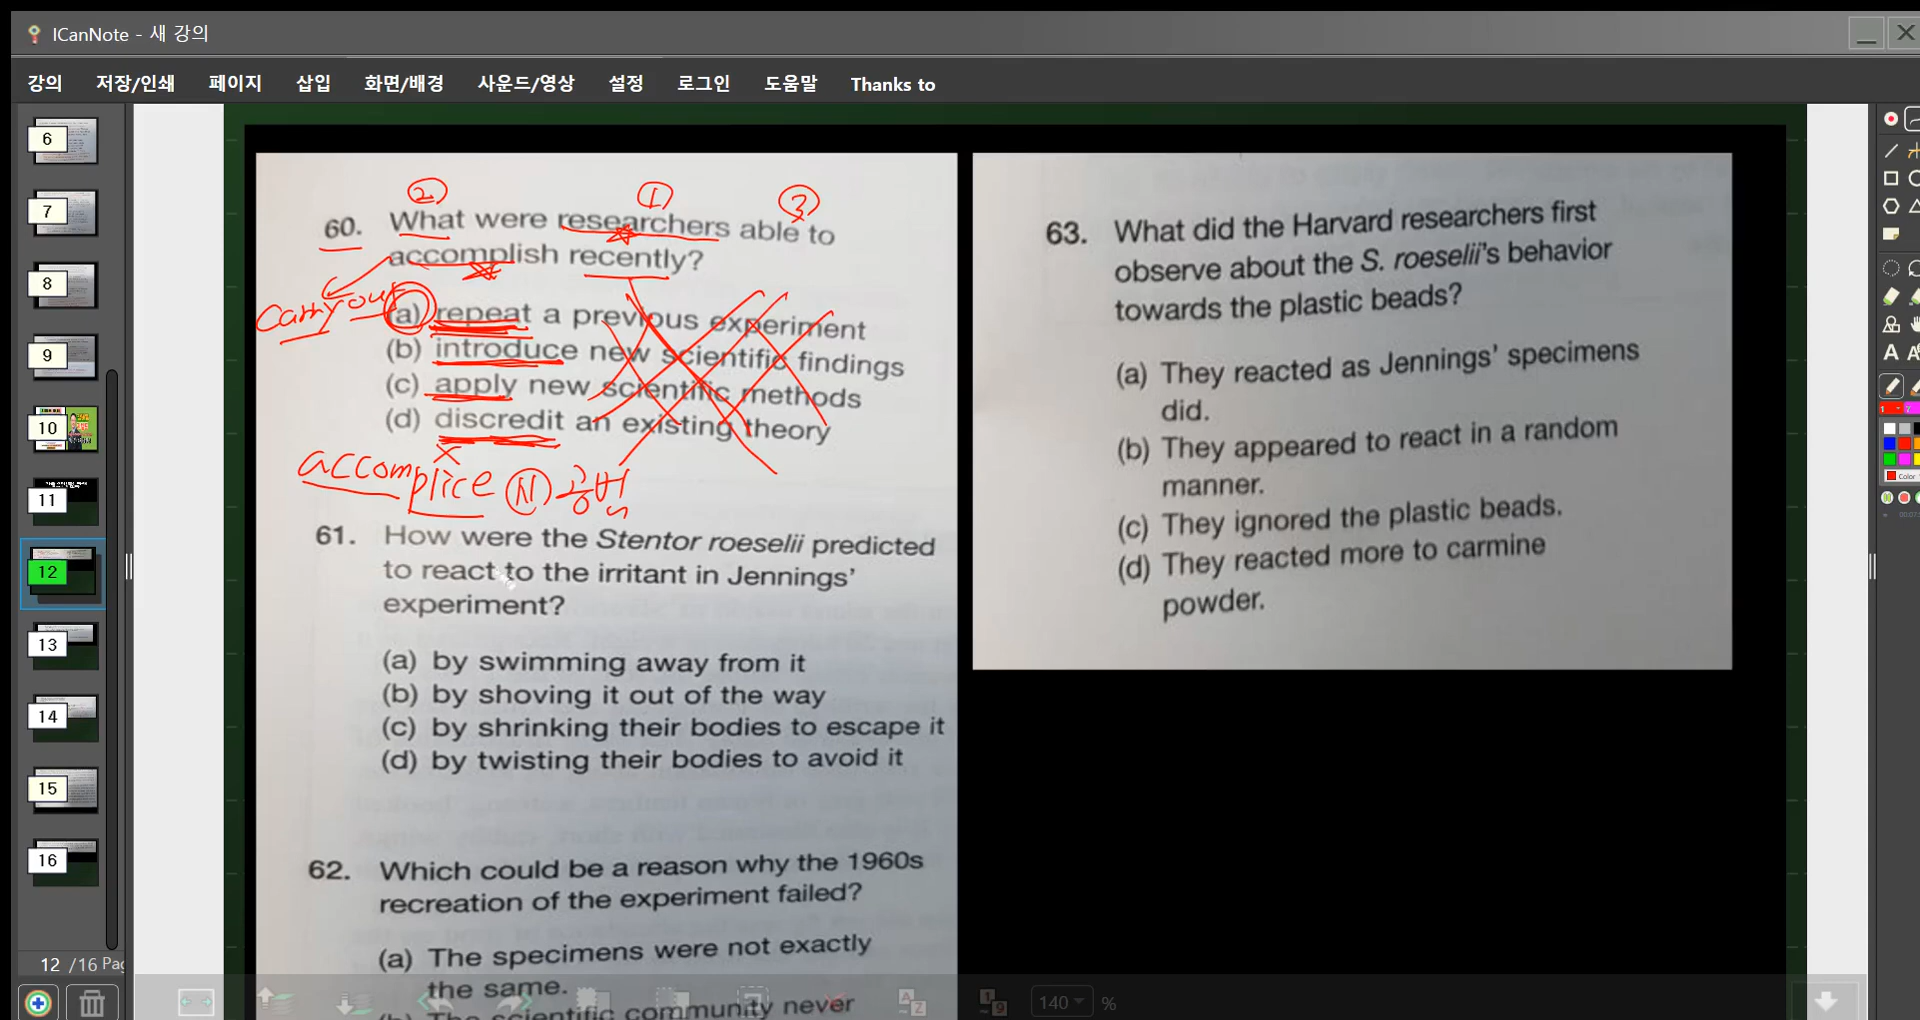 ICanNote - 새 강의
강의 저장/인쇄 페이지 삽입 화면/배경 사운드/영상 설정 로그인 도움말 Thanks to
6
7
8
9
10
11
12
13
14
15
16
12 /16 Pag
② ① ③
60. What were researchers able to
accomplish recently?
carry out
(a) repeat a previous experiment
(b) introduce new scientific findings
(c) apply new scientific methods
(d) discredit an existing theory
accomplice Ⓝ 공범
61. How were the Stentor roeselii predicted
to react to the irritant in Jennings'
experiment?
(a) by swimming away from it
(b) by shoving it out of the way
(c) by shrinking their bodies to escape it
(d) by twisting their bodies to avoid it
62. Which could be a reason why the 1960s
recreation of the experiment failed?
(a) The specimens were not exactly
the same.
scientific community never
63. What did the Harvard researchers first
observe about the S. roeselii's behavior
towards the plastic beads?
(a) They reacted as Jennings' specimens
did.
(b) They appeared to react in a random
manner.
(c) They ignored the plastic beads.
(d) They reacted more to carmine
powder.
140 %
Color